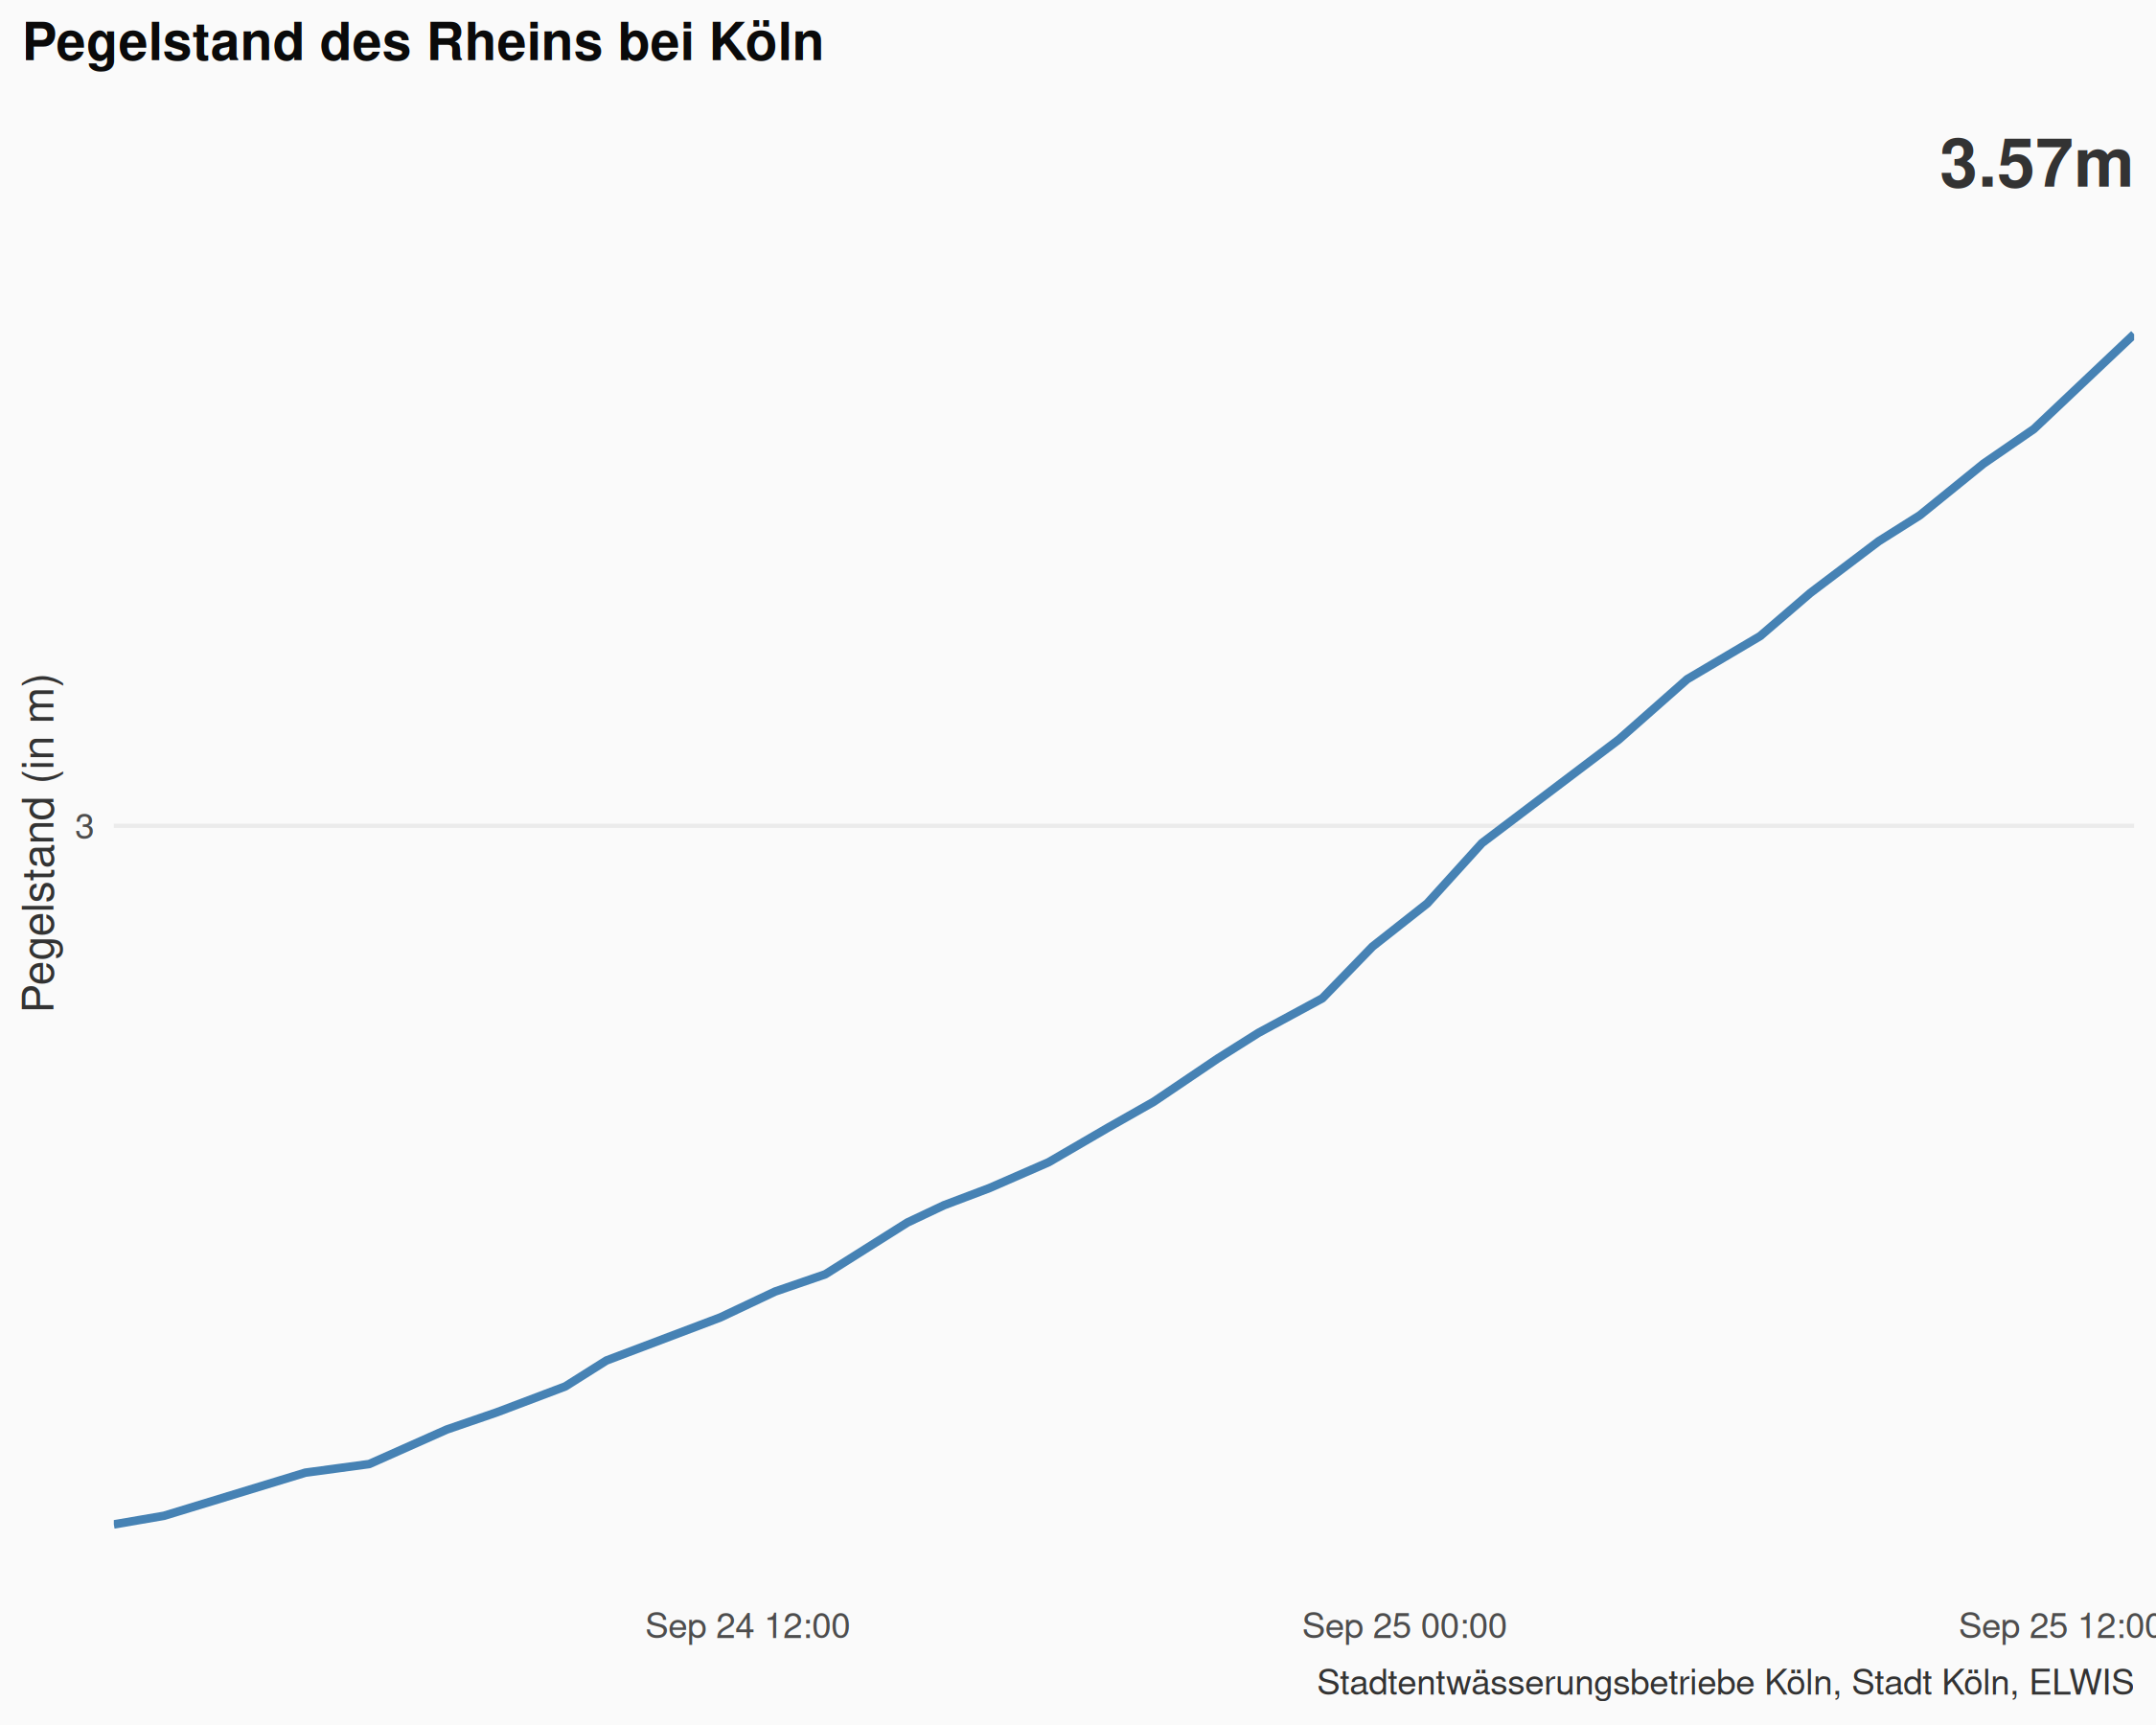 Pegelstand des Rheins bei Köln
3.57m
Pegelstand (in m)
3
Sep 24 12:00
Sep 25 00:00
Sep 25 12:00
Stadtentwässerungsbetriebe Köln, Stadt Köln, ELWIS